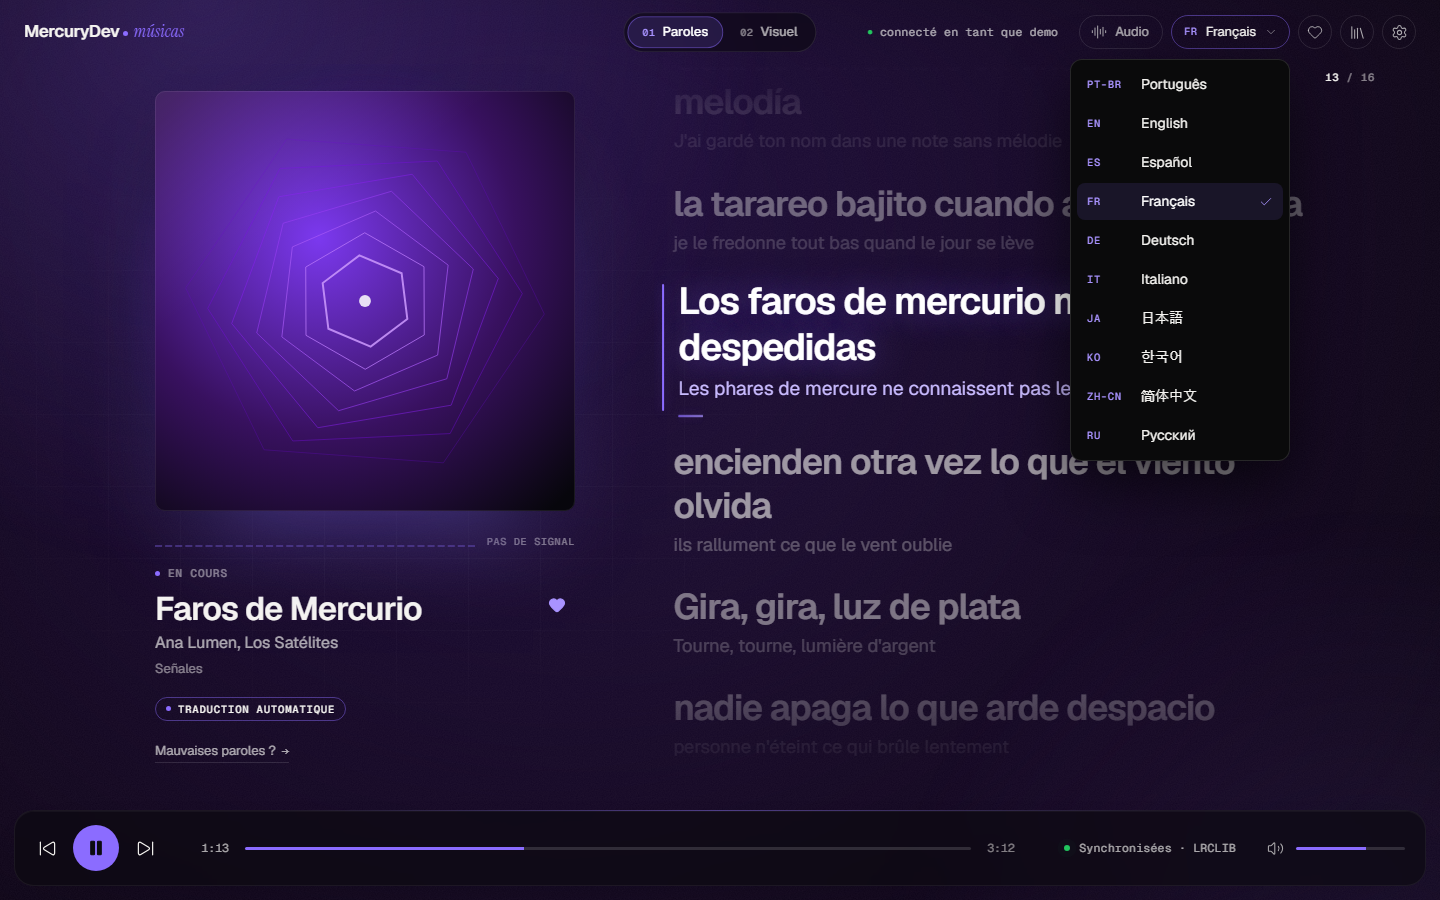 MercuryDev músicas
01 Paroles
02 Visuel
connecté en tant que demo
Audio
FR Français
13 / 16
PT-BR Português
EN English
ES Español
FR Français
DE Deutsch
IT Italiano
JA 日本語
KO 한국어
ZH-CN 简体中文
RU Русский
melodía
J'ai gardé ton nom dans une note sans mélodie
la tarareo bajito cuando
je le fredonne tout bas quand le jour se lève
Los faros de mercurio
despedidas
Les phares de mercure ne connaissent pas
encienden otra vez lo que el viento
olvida
ils rallument ce que le vent oublie
Gira, gira, luz de plata
Tourne, tourne, lumière d'argent
nadie apaga lo que arde despacio
personne n'éteint ce qui brûle lentement
PAS DE SIGNAL
EN COURS
Faros de Mercurio
Ana Lumen, Los Satélites
Señales
TRADUCTION AUTOMATIQUE
Mauvaises paroles ? →
1:13
3:12
Synchronisées · LRCLIB